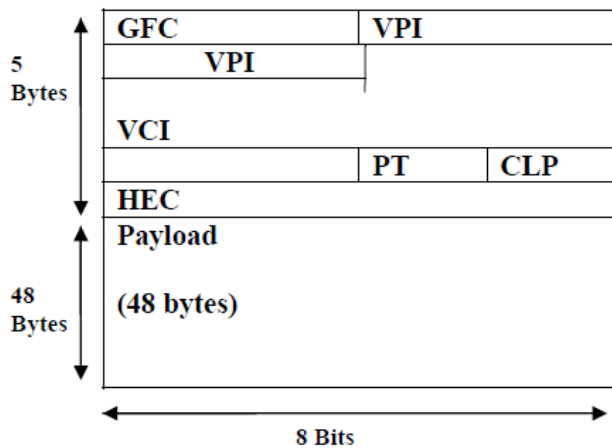 GFC VPI
5 Bytes
VPI
VCI
PT CLP
HEC
Payload
48 Bytes
(48 bytes)
8 Bits